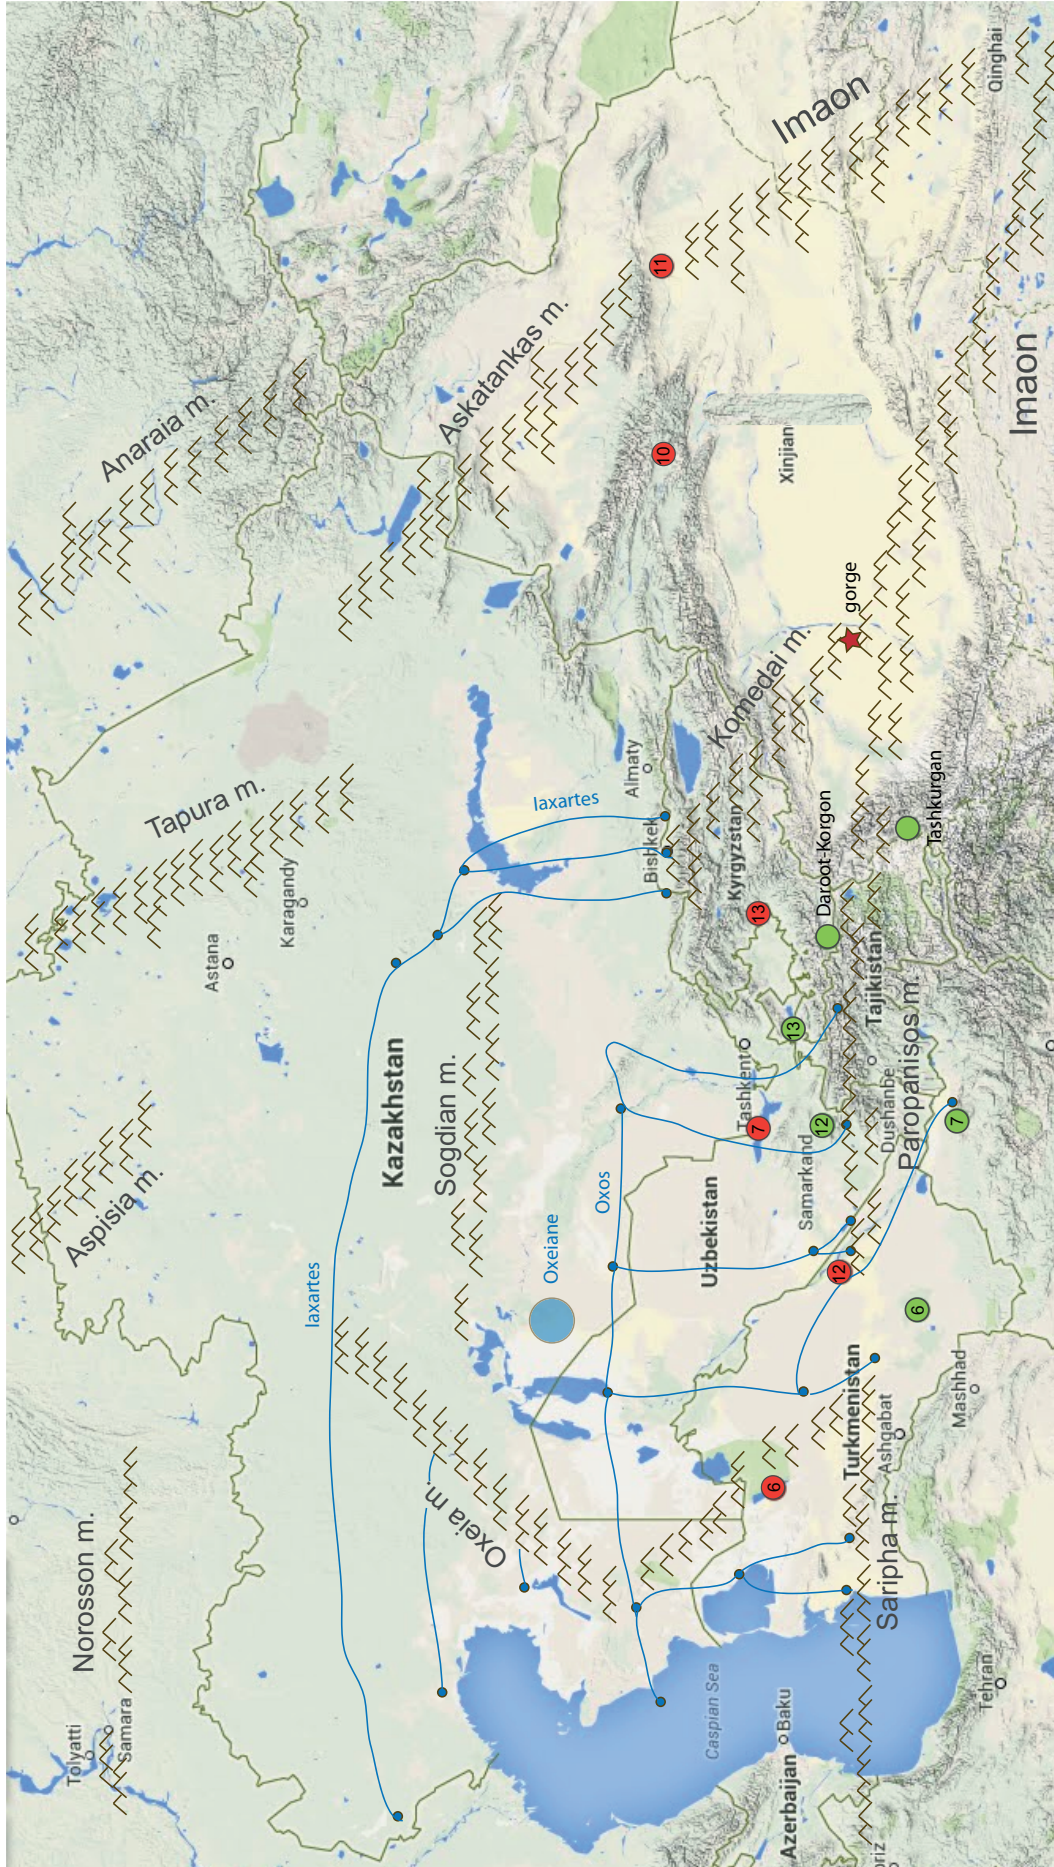 Norosson m.
Tolyatti
Samara
Aspisia m.
Tapura m.
Anaraia m.
Astana
Karagandy
Iaxartes
Kazakhstan
Sogdian m.
Askatankas m.
Oxeia m.
Oxeiane
Iaxartes
Oxos
Almaty
Bishkek
10
11
Caspian Sea
Uzbekistan
Tashkent
Kyrgyzstan
Komedai m.
Imaon
6
7
13
Xinjian
Baku
Azerbaijan
Samarkand
12
13
Daroot-Korgon
gorge
12
Turkmenistan
Ashgabat
Saripha m.
Dushanbe
Tajikistan
Paropanisos m.
riz
6
Tashkurgan
Mashhad
7
Tehran
Qinghai
Imaon